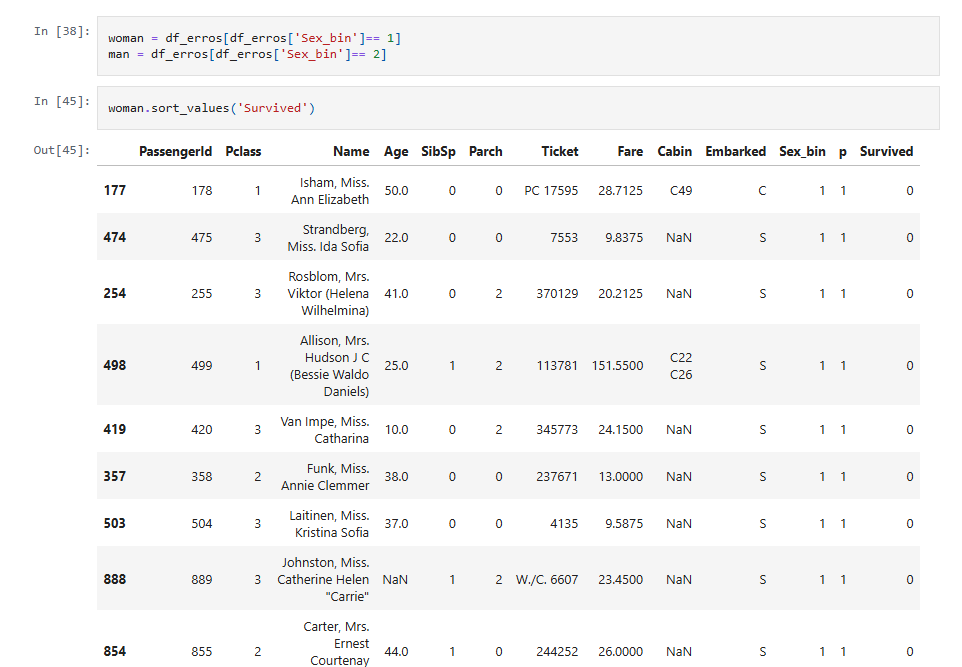 In [38]:
woman = df_erros[df_erros['Sex_bin']== 1]
man = df_erros[df_erros['Sex_bin']== 2]
In [45]:
woman.sort_values('Survived')
Out[45]:
PassengerId Pclass Name Age SibSp Parch Ticket Fare Cabin Embarked Sex_bin p Survived
177 178 1 Isham, Miss. Ann Elizabeth 50.0 0 0 PC 17595 28.7125 C49 C 1 1 0
474 475 3 Strandberg, Miss. Ida Sofia 22.0 0 0 7553 9.8375 NaN S 1 1 0
254 255 3 Rosblom, Mrs. Viktor (Helena Wilhelmina) 41.0 0 2 370129 20.2125 NaN S 1 1 0
498 499 1 Allison, Mrs. Hudson J C (Bessie Waldo Daniels) 25.0 1 2 113781 151.5500 C22 C26 S 1 1 0
419 420 3 Van Impe, Miss. Catharina 10.0 0 2 345773 24.1500 NaN S 1 1 0
357 358 2 Funk, Miss. Annie Clemmer 38.0 0 0 237671 13.0000 NaN S 1 1 0
503 504 3 Laitinen, Miss. Kristina Sofia 37.0 0 0 4135 9.5875 NaN S 1 1 0
888 889 3 Johnston, Miss. Catherine Helen "Carrie" NaN 1 2 W./C. 6607 23.4500 NaN S 1 1 0
854 855 2 Carter, Mrs. Ernest Courtenay 44.0 1 0 244252 26.0000 NaN S 1 1 0